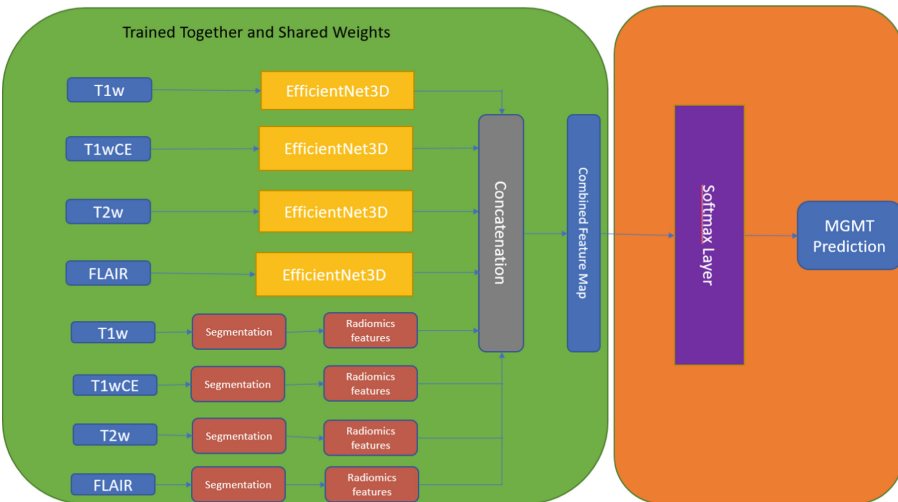 Trained Together and Shared Weights
T1w
EfficientNet3D
T1wCE
EfficientNet3D
T2w
EfficientNet3D
FLAIR
EfficientNet3D
T1w
Segmentation
Radiomics
features
T1wCE
Segmentation
Radiomics
features
T2w
Segmentation
Radiomics
features
FLAIR
Segmentation
Radiomics
features
Concatenation
Combined Feature Map
Softmax Layer
MGMT
Prediction